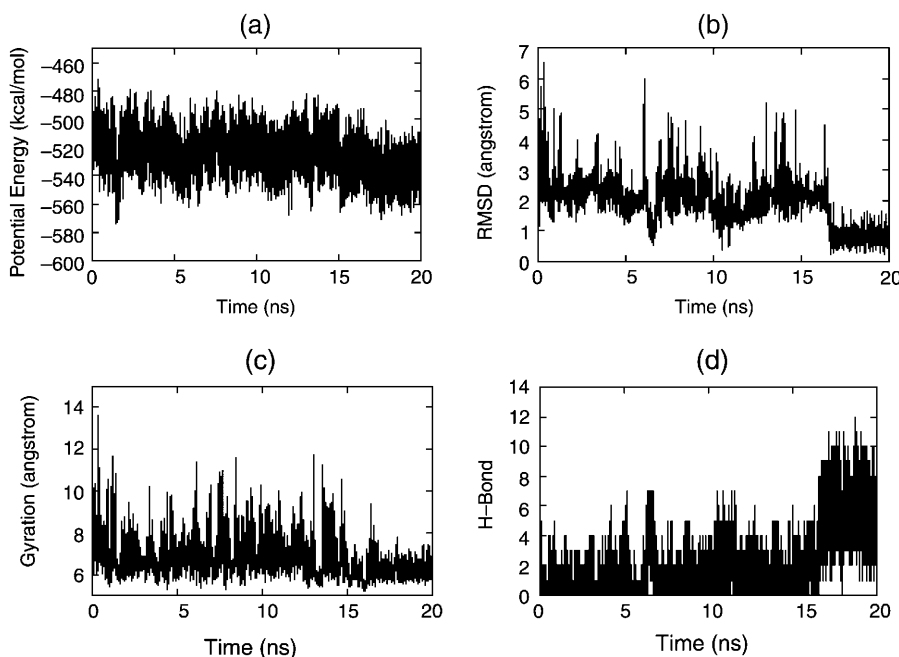 (a)
Potential Energy (kcal/mol)
−460
−480
−500
−520
−540
−560
−580
−600
0 5 10 15 20
Time (ns)
(b)
RMSD (angstrom)
7
6
5
4
3
2
1
0
0 5 10 15 20
Time (ns)
(c)
Gyration (angstrom)
14
12
10
8
6
0 5 10 15 20
Time (ns)
(d)
H-Bond
14
12
10
8
6
4
2
0
0 5 10 15 20
Time (ns)